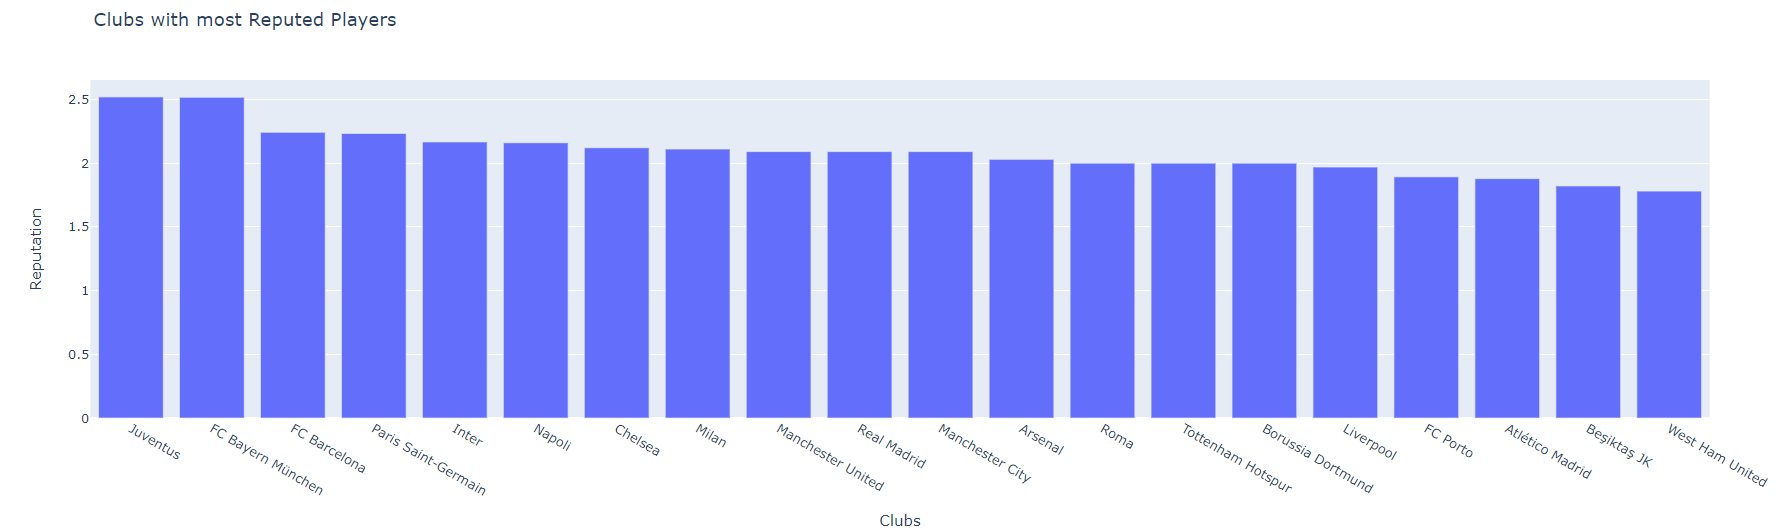 Clubs with most Reputed Players
2.5
2
1.5
1
0.5
0
Reputation
Juventus
FC Bayern München
FC Barcelona
Paris Saint-Germain
Inter
Napoli
Chelsea
Milan
Manchester United
Real Madrid
Manchester City
Arsenal
Roma
Tottenham Hotspur
Borussia Dortmund
Liverpool
FC Porto
Atlético Madrid
Beşiktaş JK
West Ham United
Clubs